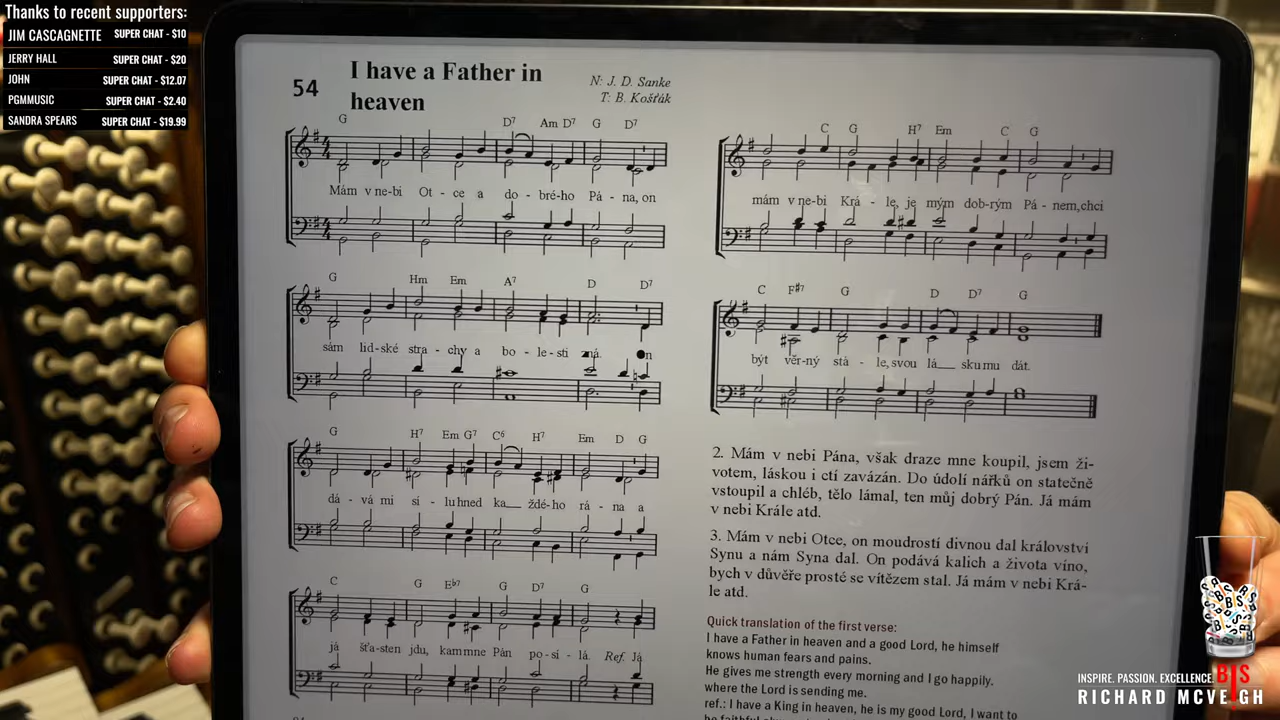 Thanks to recent supporters:
JIM CASCAGNETTE SUPER CHAT - $10
JERRY HALL SUPER CHAT - $20
JOHN SUPER CHAT - $12.07
PGMMUSIC SUPER CHAT - $2.40
SANDRA SPEARS SUPER CHAT - $19.99
54
I have a Father in
heaven
N: J. D. Sanke
T: B. Košťák
G D7 Am D7 G D7
Mám v ne-bi Ot - ce a do - bré-ho Pá - na, on
G Hm Em A7 D D7
sám lid-ské stra - chy a bo - le - sti zná. On
G H7 Em G7 C6 H7 Em D G
dá - vá mi si - lu hned ka__ ždé-ho rá - na a
C G Eb7 G D7 G
já šťa-sten jdu, kam mne Pán po - si - lá. Ref. Já
C G H7 Em C G
mám v ne-bi Krá - le, je mým dob-rým Pá - nem, chci
C F#7 G D D7 G
být věr-ný stá - le, svou lá__ sku mu dát.
2. Mám v nebi Pána, však draze mne koupil, jsem ži-
votem, láskou i ctí zavázán. Do údolí nářků on statečně
vstoupil a chléb, tělo lámal, ten můj dobrý Pán. Já mám
v nebi Krále atd.
3. Mám v nebi Otce, on moudrostí divnou dal království
Synu a nám Syna dal. On podává kalich a života víno,
bych v důvěře prosté se vítězem stal. Já mám v nebi Krá-
le atd.
Quick translation of the first verse:
I have a Father in heaven and a good Lord, he himself
knows human fears and pains.
He gives me strength every morning and I go happily,
where the Lord is sending me.
ref.: I have a King in heaven, he is my good Lord, I want to
INSPIRE. PASSION. EXCELLENCE.
BIS
RICHARD MCVEIGH